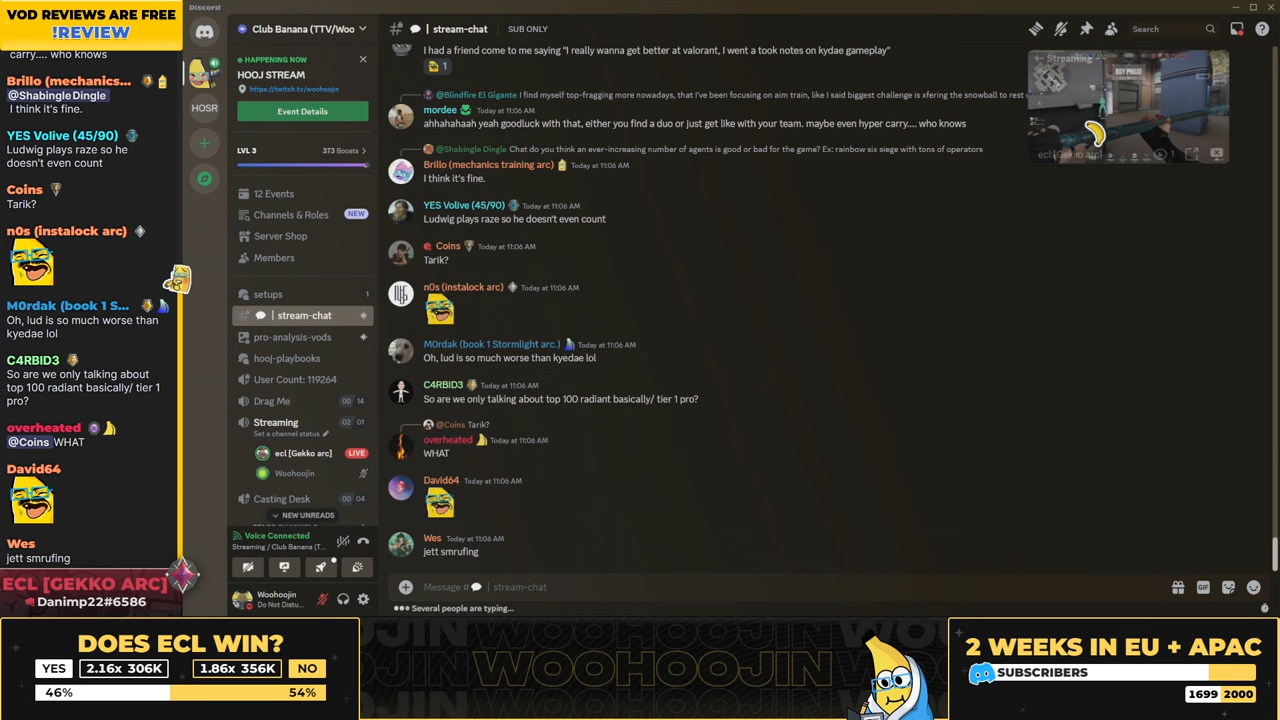 VOD REVIEWS ARE FREE
!REVIEW
carry.... who knows
Brillo (mechanics...
@ShabingleDingle
I think it's fine.
YES Volive (45/90)
Ludwig plays raze so he
doesn't even count
Coins
Tarik?
n0s (instalock arc)
M0rdak (book 1 S...
Oh, lud is so much worse than
kyedae lol
C4RBID3
So are we only talking about
top 100 radiant basically/ tier 1
pro?
overheated
@Coins WHAT
David64
Wes
jett smrufing
ECL [GEKKO ARC]
Danimp22#6586
Discord
HOSR
Club Banana (TTV/Woo
HAPPENING NOW
HOOJ STREAM
https://twitch.tv/woohoojin
Event Details
LVL 3
373 Boosts
12 Events
Channels & Roles
NEW
Server Shop
Members
setups
1
| stream-chat
pro-analysis-vods
hooj-playbooks
User Count: 119264
Drag Me
00 14
Streaming
02 01
Set a channel status
ecl [Gekko arc]
LIVE
Woohoojin
Casting Desk
00 04
NEW UNREADS
Voice Connected
Streaming / Club Banana (T...
Woohoojin
Do Not Distu...
| stream-chat
SUB ONLY
Search
I had a friend come to me saying "I really wanna get better at valorant, I went a took notes on kydae gameplay"
1
@Blindfire El Gigante I find myself top-fragging more nowadays, that I've been focusing on aim train, like I said biggest challenge is xfering the snowball to rest
mordee Today at 11:06 AM
ahhahahaah yeah goodluck with that, either you find a duo or just get like with your team. maybe even hyper carry.... who knows
@Shabingle Dingle Chat do you think an ever-increasing number of agents is good or bad for the game? Ex: rainbow six siege with tons of operators
Brillo (mechanics training arc) Today at 11:06 AM
I think it's fine.
YES Volive (45/90) Today at 11:06 AM
Ludwig plays raze so he doesn't even count
Coins Today at 11:06 AM
Tarik?
n0s (instalock arc) Today at 11:06 AM
M0rdak (book 1 Stormlight arc.) Today at 11:06 AM
Oh, lud is so much worse than kyedae lol
C4RBID3 Today at 11:06 AM
So are we only talking about top 100 radiant basically/ tier 1 pro?
@Coins Tarik?
overheated Today at 11:06 AM
WHAT
David64 Today at 11:06 AM
Wes Today at 11:06 AM
jett smrufing
Message # | stream-chat
GIF
Several people are typing...
Streaming
BUY PHASE
ecl [Gekko arc]
1
DOES ECL WIN?
YES
2.16x 306K
1.86x 356K
NO
46%
54%
WOOHOOJIN
2 WEEKS IN EU + APAC
SUBSCRIBERS
1699 2000